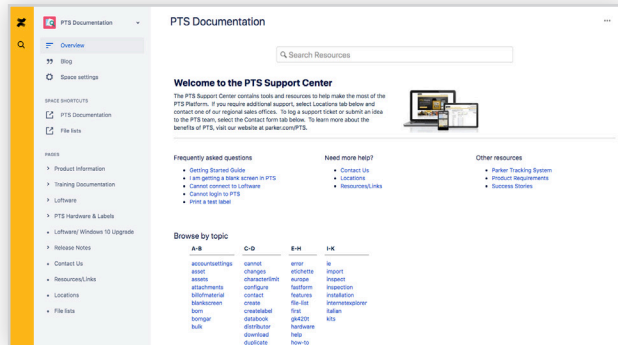 PTS Documentation
Overview
Blog
Space settings
SPACE SHORTCUTS
PTS Documentation
File lists
PAGES
Product Information
Training Documentation
Loftware
PTS Hardware & Labels
Loftware/ Windows 10 Upgrade
Release Notes
Contact Us
Resources/Links
Locations
File lists
PTS Documentation
Search Resources
Welcome to the PTS Support Center
The PTS Support Center contains tools and resources to help make the most of the
PTS Platform. If you require additional support, select Locations tab below and
contact one of our regional sales offices. To log a support ticket or submit an idea
to the PTS team, select the Contact form tab below. To learn more about the
benefits of PTS, visit our website at parker.com/PTS.
Frequently asked questions
Getting Started Guide
I am getting a blank screen in PTS
Cannot connect to Loftware
Cannot login to PTS
Print a test label
Need more help?
Contact Us
Locations
Resources/Links
Other resources
Parker Tracking System
Product Requirements
Success Stories
Browse by topic
A-B
accountsettings
asset
assets
attachments
billofmaterial
blankscreen
bom
bomgar
bulk
C-D
cannot
changes
characterlimit
configure
contact
create
createlabel
databook
distributor
download
duplicate
E-H
error
etichette
europe
fastform
features
file-list
first
gk420t
hardware
help
how-to
I-K
ie
import
inspect
inspection
installation
internetexplorer
italian
kits